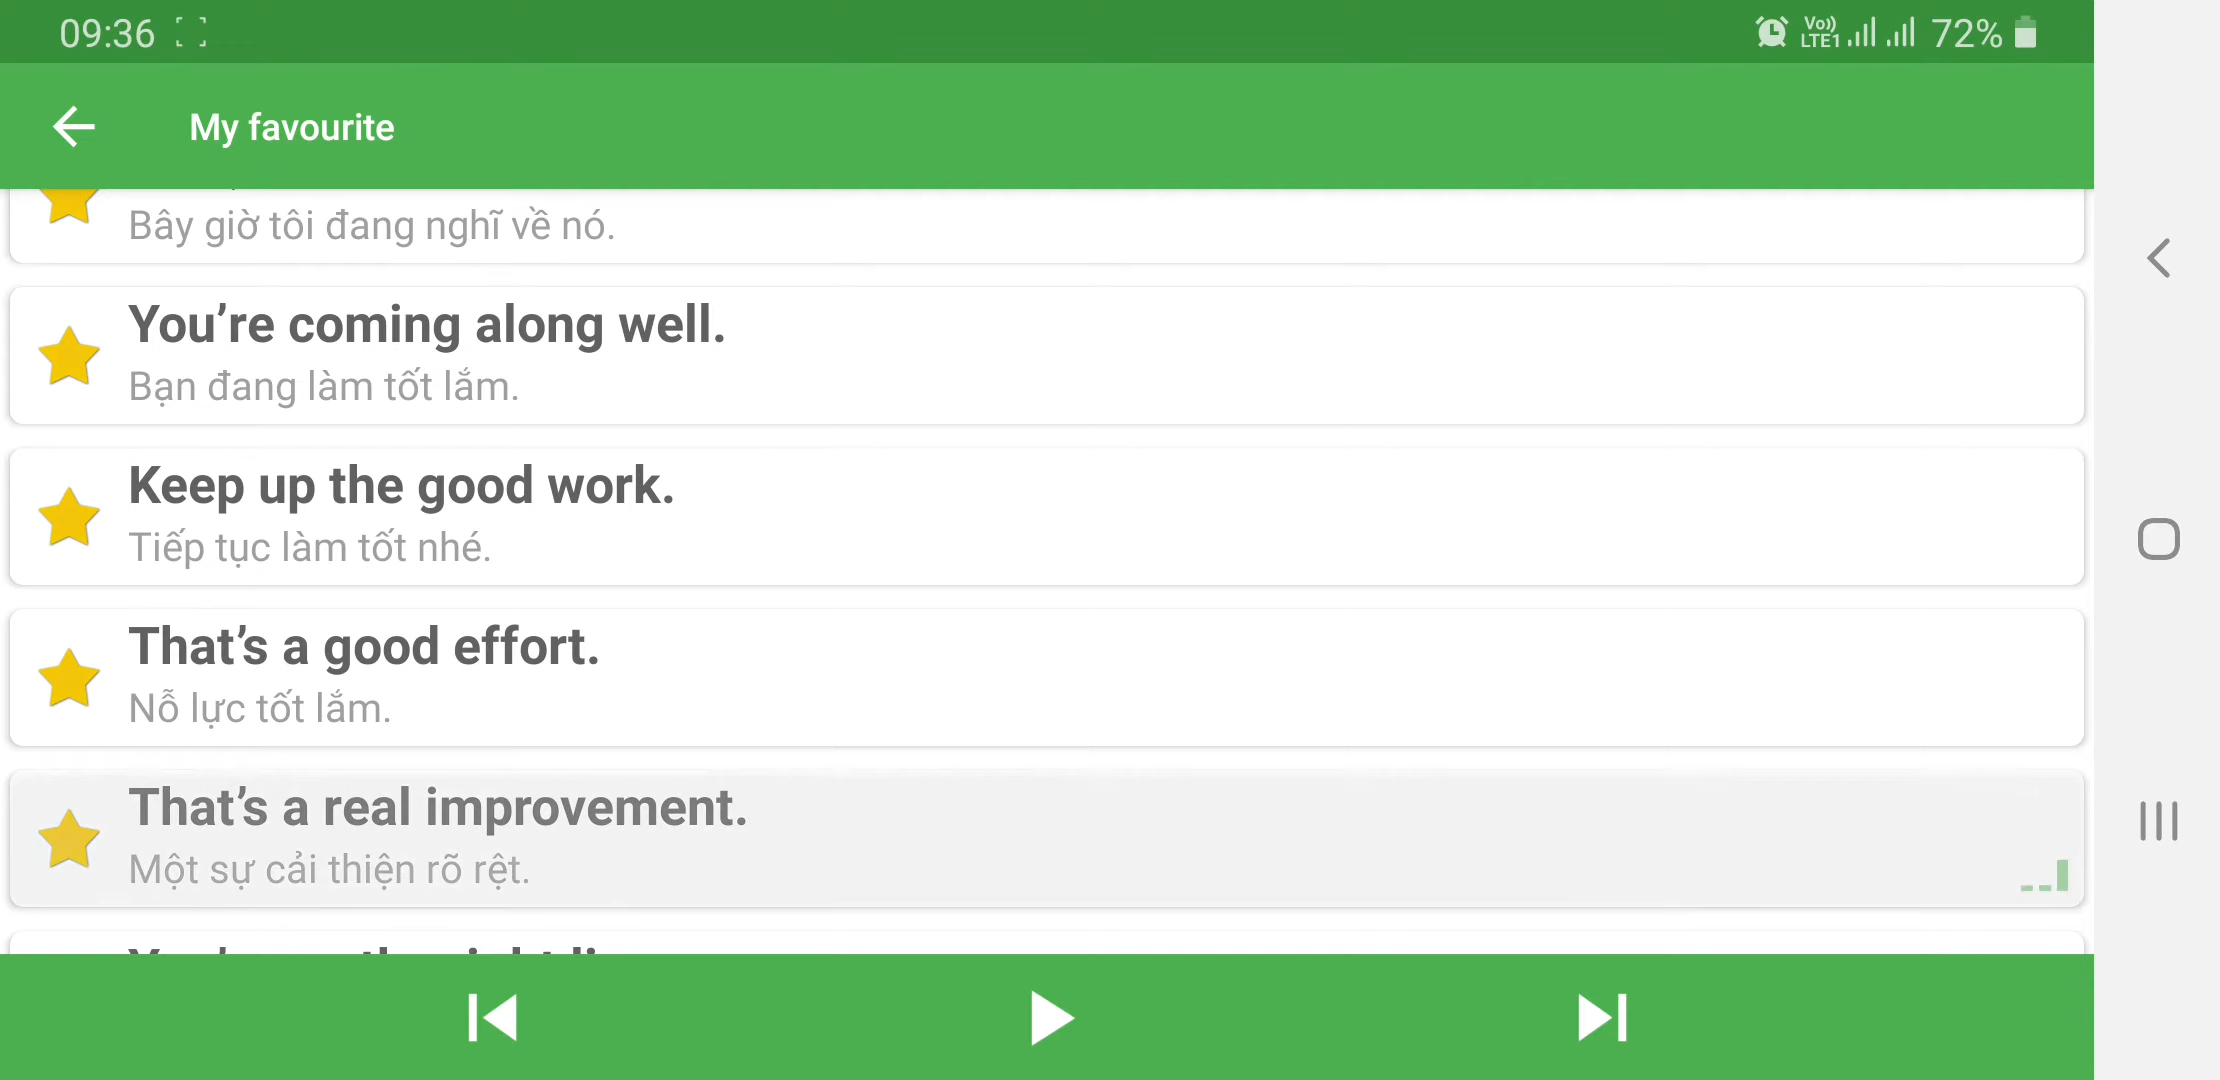 09:36
Vo)) LTE1 72%
My favourite
Bây giờ tôi đang nghĩ về nó.
You’re coming along well.
Bạn đang làm tốt lắm.
Keep up the good work.
Tiếp tục làm tốt nhé.
That’s a good effort.
Nỗ lực tốt lắm.
That’s a real improvement.
Một sự cải thiện rõ rệt.